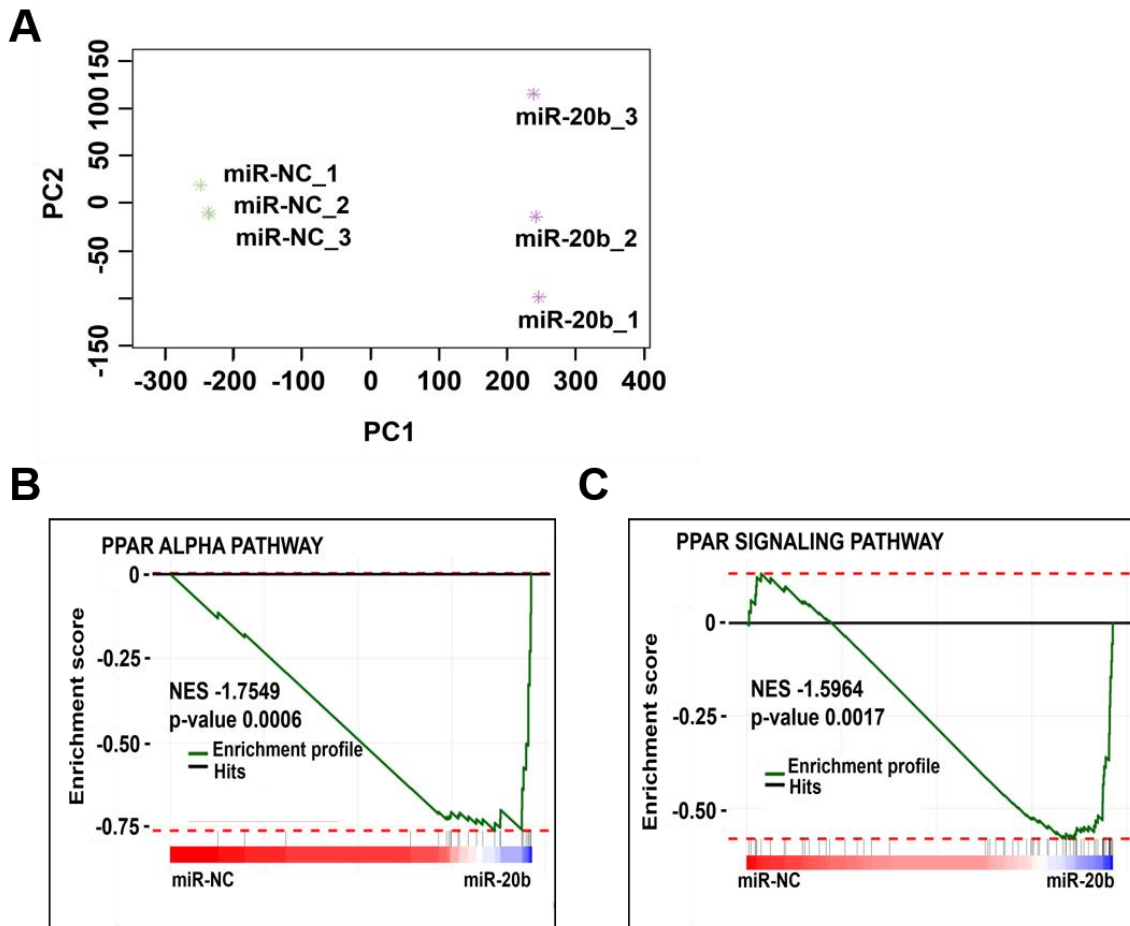 A
PC2
150
100
50
0
-50
-150
miR-NC_1
miR-NC_2
miR-NC_3
miR-20b_3
miR-20b_2
miR-20b_1
-300 -200 -100 0 100 200 300 400
PC1
B
PPAR ALPHA PATHWAY
Enrichment score
0
-0.25
-0.50
-0.75
NES -1.7549
p-value 0.0006
Enrichment profile
Hits
miR-NC miR-20b
C
PPAR SIGNALING PATHWAY
Enrichment score
0
-0.25
-0.50
NES -1.5964
p-value 0.0017
Enrichment profile
Hits
miR-NC miR-20b